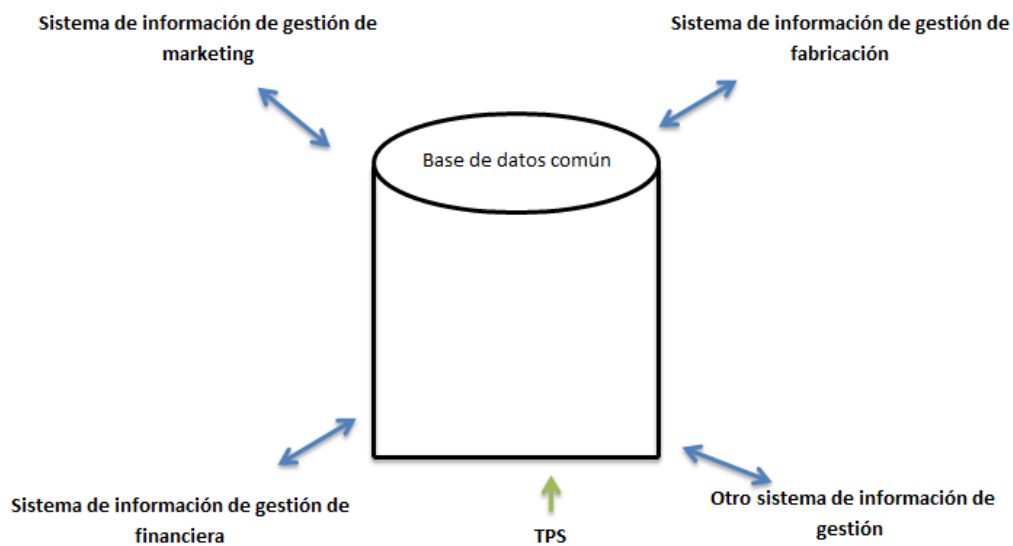 Sistema de información de gestión de
marketing
Sistema de información de gestión de
fabricación
Base de datos común
Sistema de información de gestión de
financiera
TPS
Otro sistema de información de
gestión